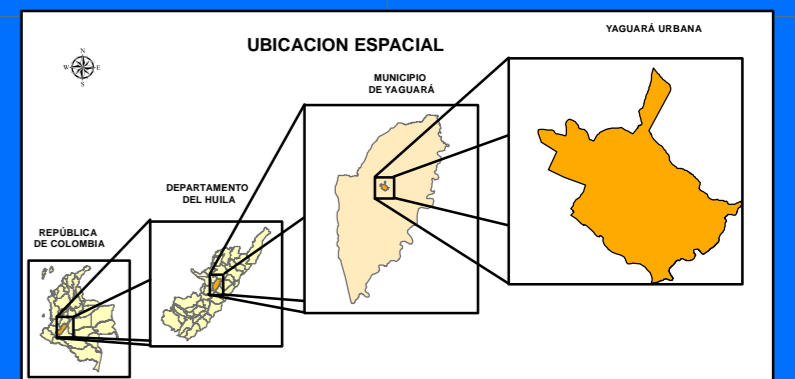 YAGUARÁ URBANA
UBICACION ESPACIAL
N
W E
S
MUNICIPIO
DE YAGUARÁ
DEPARTAMENTO
DEL HUILA
REPÚBLICA
DE COLOMBIA